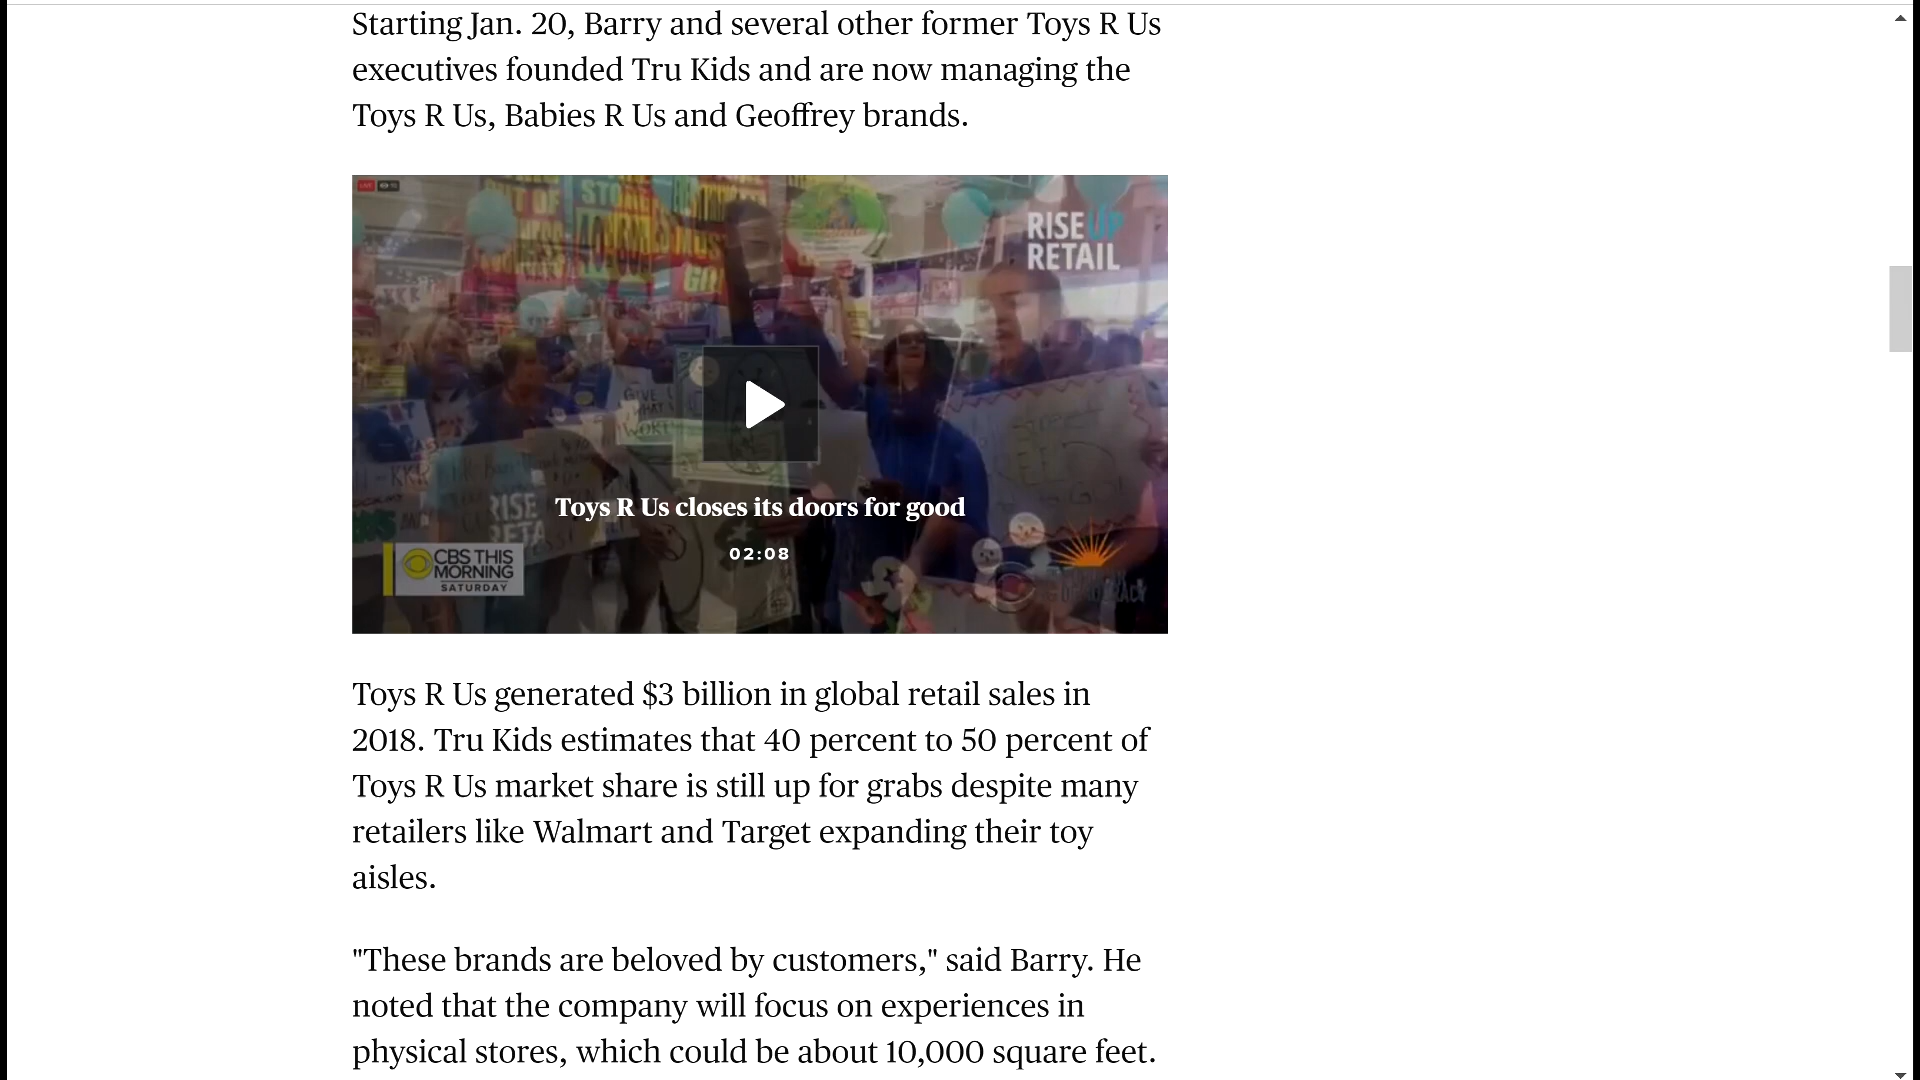 Starting Jan. 20, Barry and several other former Toys R Us
executives founded Tru Kids and are now managing the
Toys R Us, Babies R Us and Geoffrey brands.
RISE UP
RETAIL
GIVE
WHAT
WORK
RISE
RETA
Toys R Us closes its doors for good
02:08
CBS THIS
MORNING
SATURDAY
Toys R Us generated $3 billion in global retail sales in
2018. Tru Kids estimates that 40 percent to 50 percent of
Toys R Us market share is still up for grabs despite many
retailers like Walmart and Target expanding their toy
aisles.
"These brands are beloved by customers," said Barry. He
noted that the company will focus on experiences in
physical stores, which could be about 10,000 square feet.